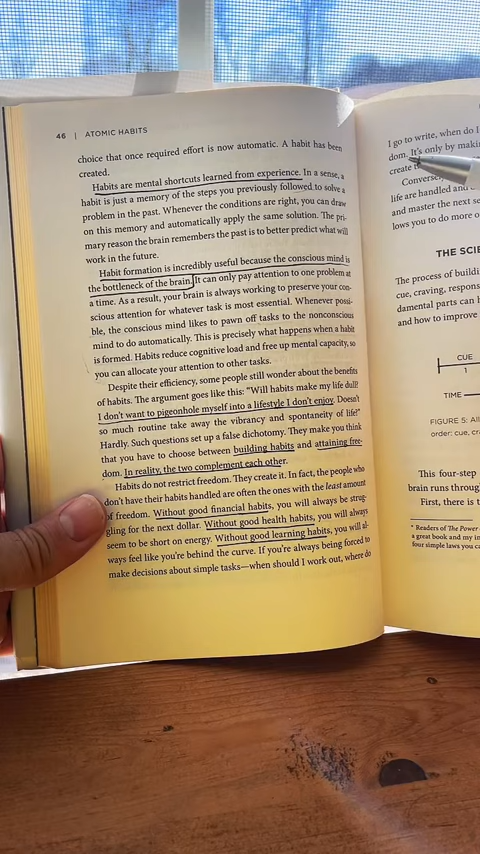 46 | ATOMIC HABITS
choice that once required effort is now automatic. A habit has been
created.
Habits are mental shortcuts learned from experience. In a sense, a
habit is just a memory of the steps you previously followed to solve a
problem in the past. Whenever the conditions are right, you can draw
on this memory and automatically apply the same solution. The pri-
mary reason the brain remembers the past is to better predict what will
work in the future.
Habit formation is incredibly useful because the conscious mind is
the bottleneck of the brain. It can only pay attention to one problem at
a time. As a result, your brain is always working to preserve your con-
scious attention for whatever task is most essential. Whenever possi-
ble, the conscious mind likes to pawn off tasks to the nonconscious
mind to do automatically. This is precisely what happens when a habit
is formed. Habits reduce cognitive load and free up mental capacity, so
you can allocate your attention to other tasks.
Despite their efficiency, some people still wonder about the benefits
of habits. The argument goes like this: “Will habits make my life dull?
I don't want to pigeonhole myself into a lifestyle I don't enjoy. Doesn't
so much routine take away the vibrancy and spontaneity of life?”
Hardly. Such questions set up a false dichotomy. They make you think
that you have to choose between building habits and attaining free-
dom. In reality, the two complement each other.
Habits do not restrict freedom. They create it. In fact, the people who
don't have their habits handled are often the ones with the least amount
of freedom. Without good financial habits, you will always be strug-
gling for the next dollar. Without good health habits, you will always
seem to be short on energy. Without good learning habits, you will al-
ways feel like you're behind the curve. If you're always being forced to
make decisions about simple tasks—when should I work out, where do
I go to write, when do I
dom. It's only by makin
create
Conversely
life are handled and
and master the next se
lows you to do more o
THE SCIE
The process of buildi
cue, craving, respons
damental parts can h
and how to improve
CUE
1
TIME
FIGURE 5: All
order: cue, cra
This four-step
brain runs through
First, there is t
* Readers of The Power
a great book and my in
four simple laws you ca